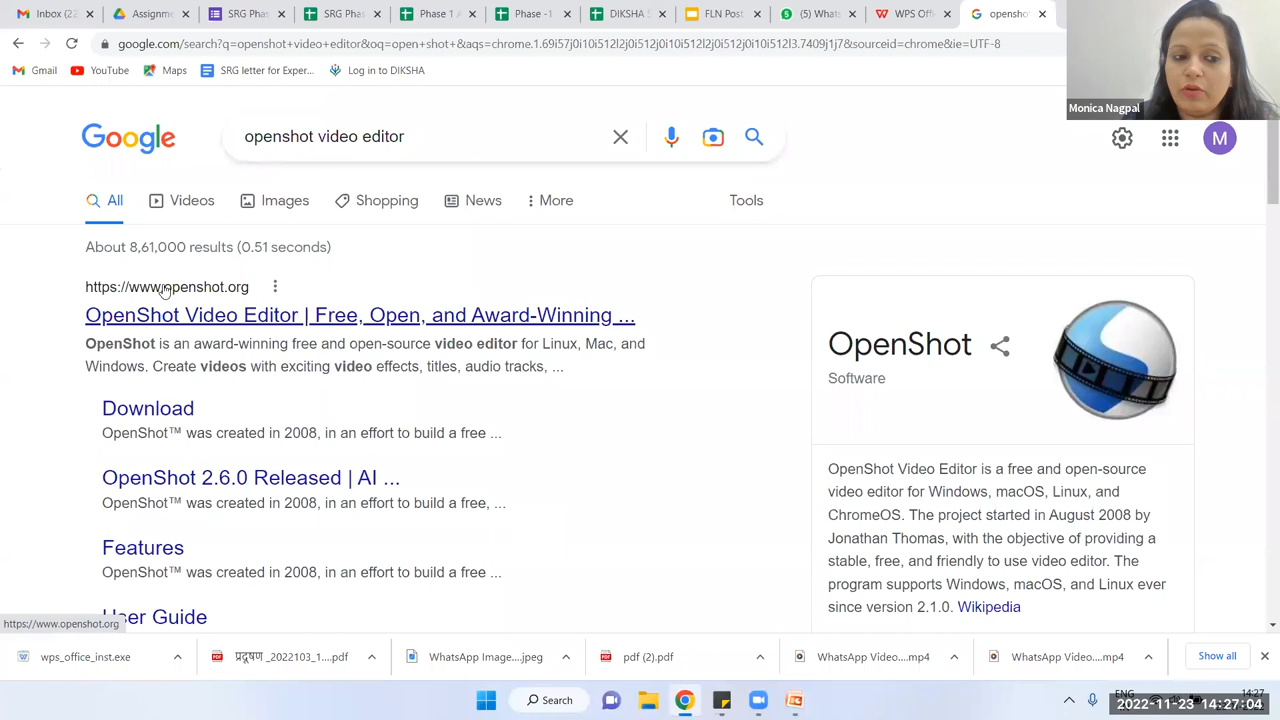 Inbox (22
Assignm
SRG Pha
SRG Pha
Phase 1 A
Phase -
DIKSHA S
FLN Post
(5) Whats
WPS Offi
openshot
google.com/search?q=openshot+video+editor&oq=open+shot+&aqs=chrome.1.69i57j0i10i512l2j0i512j0i10i512l2j0i512j0i10i512l3.7409j1j7&sourceid=chrome&ie=UTF-8
Gmail
YouTube
Maps
SRG letter for Exper...
Log in to DIKSHA
Monica Nagpal
Google
openshot video editor
M
All
Videos
Images
Shopping
News
More
Tools
About 8,61,000 results (0.51 seconds)
https://www.openshot.org
OpenShot Video Editor | Free, Open, and Award-Winning ...
OpenShot is an award-winning free and open-source video editor for Linux, Mac, and
Windows. Create videos with exciting video effects, titles, audio tracks, ...
Download
OpenShot™ was created in 2008, in an effort to build a free ...
OpenShot 2.6.0 Released | AI ...
OpenShot™ was created in 2008, in an effort to build a free, ...
Features
OpenShot™ was created in 2008, in an effort to build a free ...
User Guide
OpenShot
Software
OpenShot Video Editor is a free and open-source
video editor for Windows, macOS, Linux, and
ChromeOS. The project started in August 2008 by
Jonathan Thomas, with the objective of providing a
stable, free, and friendly to use video editor. The
program supports Windows, macOS, and Linux ever
since version 2.1.0. Wikipedia
https://www.openshot.org
wps_office_inst.exe
प्रदूषण _2022103_1....pdf
WhatsApp Image....jpeg
pdf (2).pdf
WhatsApp Video....mp4
WhatsApp Video....mp4
Show all
Search
ENG
14:27
2022-11-23 14:27:04